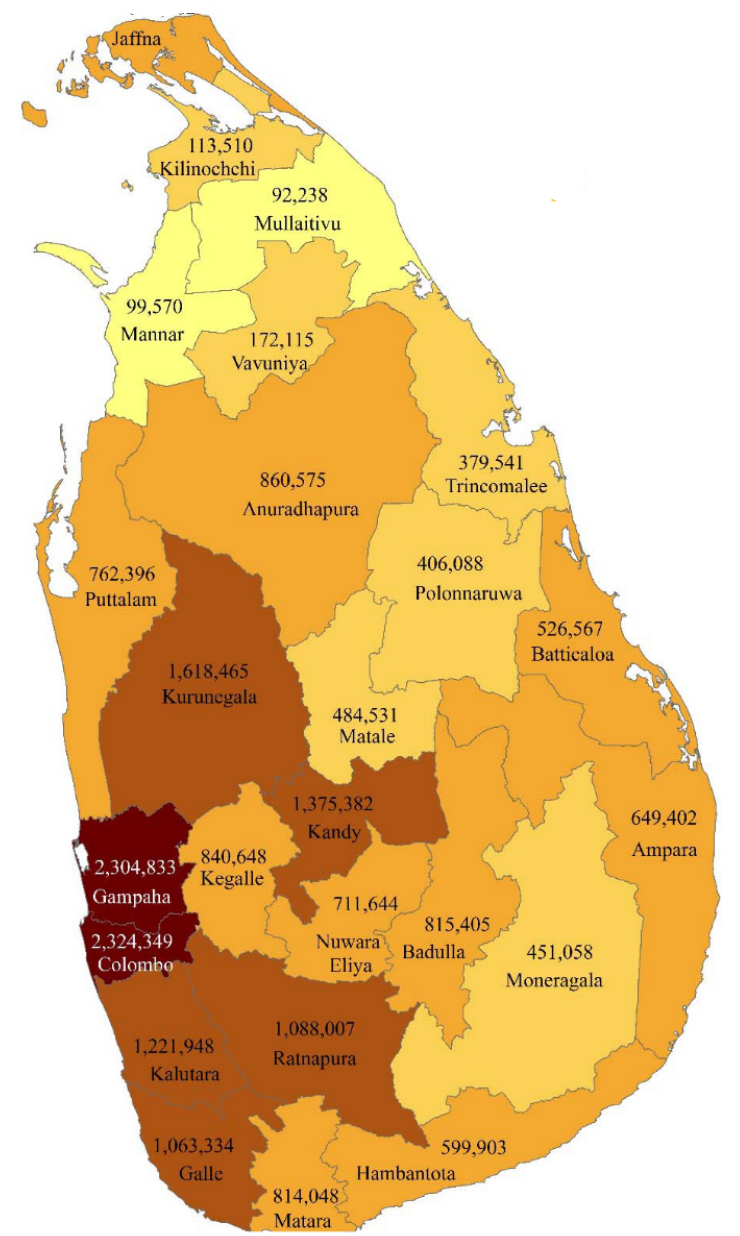 Jaffna
113,510
Kilinochchi
92,238
Mullaitivu
99,570
Mannar
172,115
Vavuniya
379,541
Trincomalee
860,575
Anuradhapura
406,088
Polonnaruwa
762,396
Puttalam
526,567
Batticaloa
1,618,465
Kurunegala
484,531
Matale
1,375,382
Kandy
649,402
Ampara
2,304,833
Gampaha
840,648
Kegalle
711,644
Nuwara
Eliya
815,405
Badulla
2,324,349
Colombo
451,058
Moneragala
1,221,948
Kalutara
1,088,007
Ratnapura
1,063,334
Galle
599,903
Hambantota
814,048
Matara